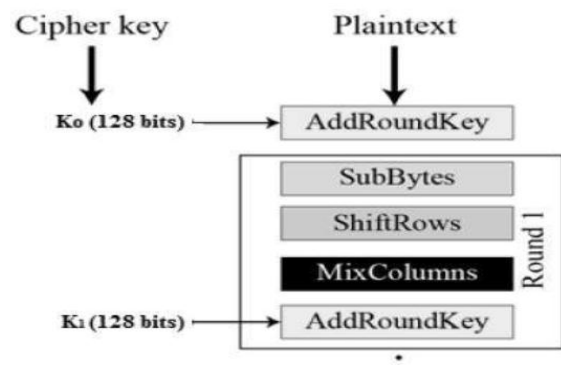 Cipher key Plaintext
K₀ (128 bits) AddRoundKey
SubBytes
ShiftRows
Round 1
MixColumns
K₁ (128 bits) AddRoundKey